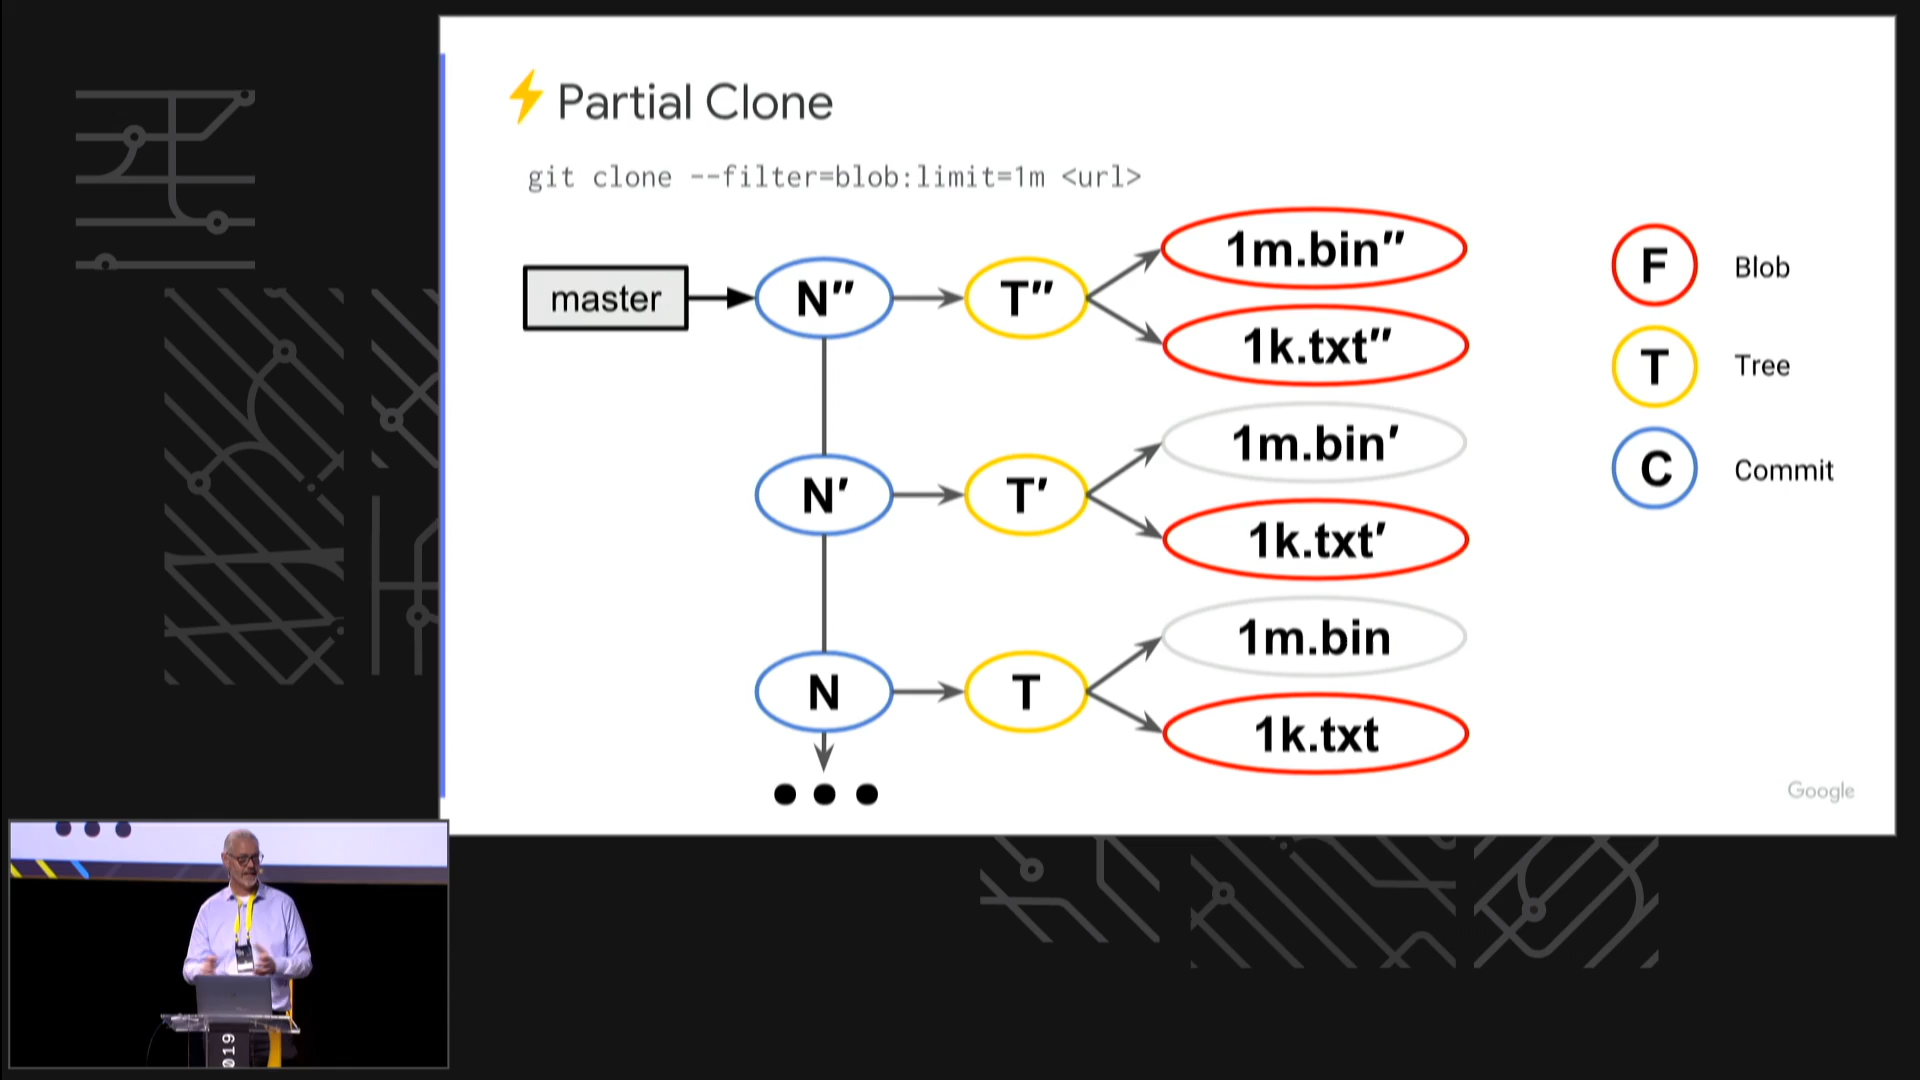 ⚡ Partial Clone
git clone --filter=blob:limit=1m <url>
master
N″
T″
1m.bin″
1k.txt″
N′
T′
1m.bin′
1k.txt′
N
T
1m.bin
1k.txt
F Blob
T Tree
C Commit
Google
019